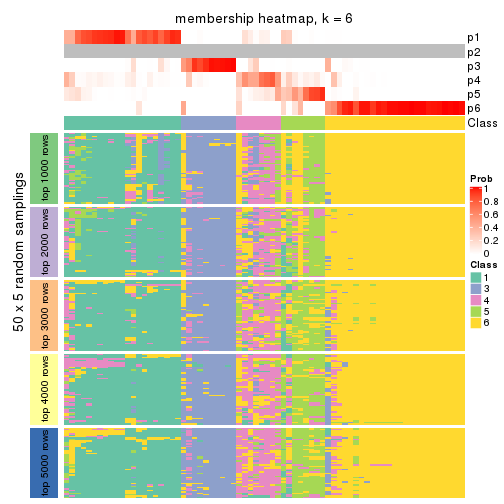 membership heatmap, k = 6
p1
p2
p3
p4
p5
p6
Class
50 x 5 random samplings
top 1000 rows
top 2000 rows
top 3000 rows
top 4000 rows
top 5000 rows
Prob
1
0.8
0.6
0.4
0.2
0
Class
1
3
4
5
6